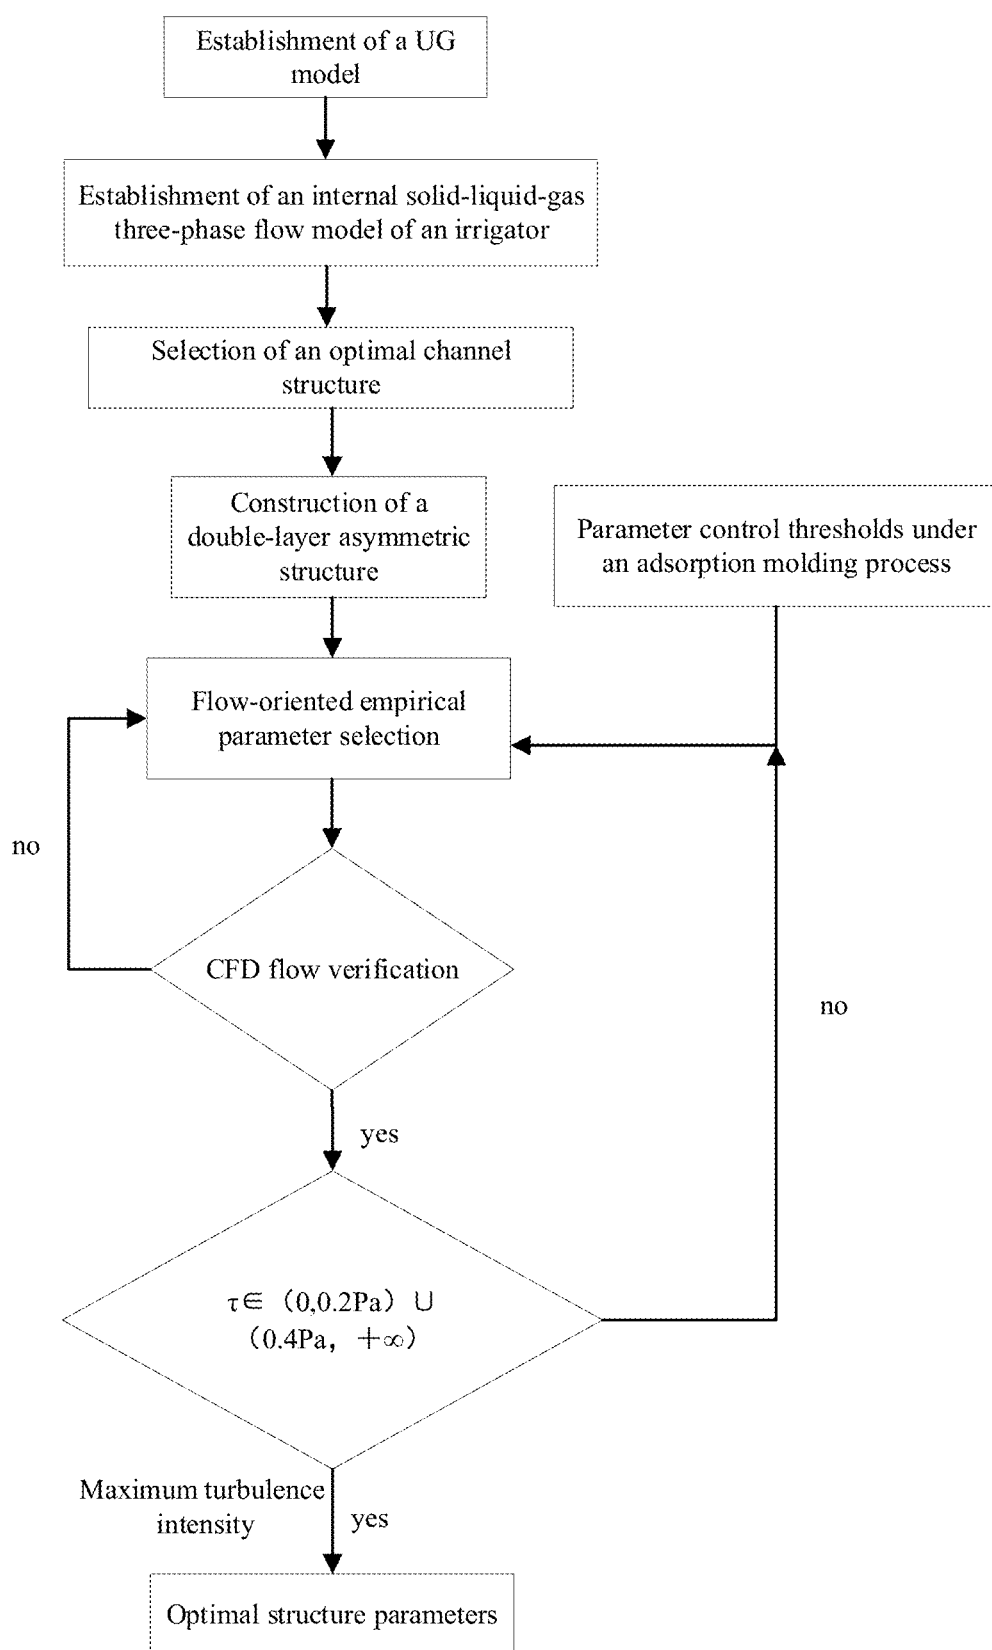 Establishment of a UG
model
Establishment of an internal solid-liquid-gas
three-phase flow model of an irrigator
Selection of an optimal channel
structure
Construction of a
double-layer asymmetric
structure
Parameter control thresholds under
an adsorption molding process
Flow-oriented empirical
parameter selection
no
CFD flow verification
no
yes
τ∈（0,0.2Pa）∪
（0.4Pa，+∞）
Maximum turbulence
intensity
yes
Optimal structure parameters